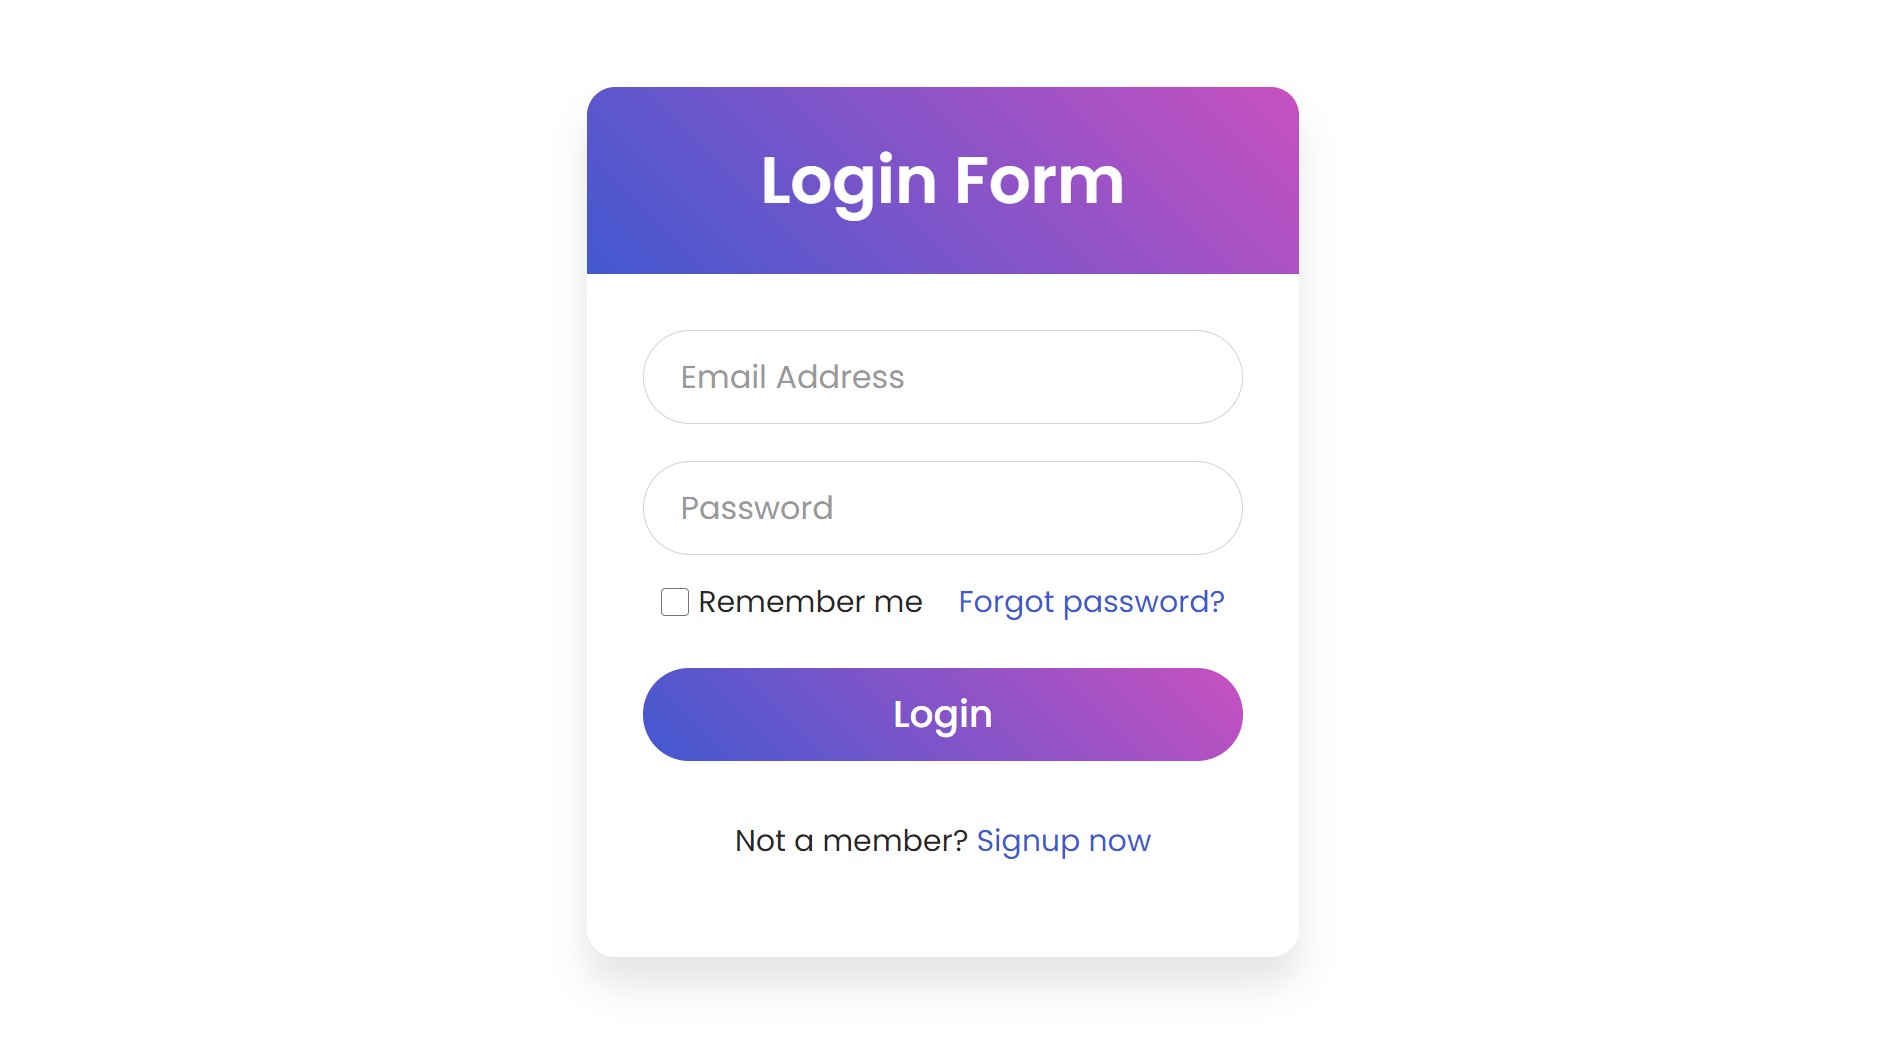 Login Form
Email Address
Password
Remember me Forgot password?
Login
Not a member? Signup now